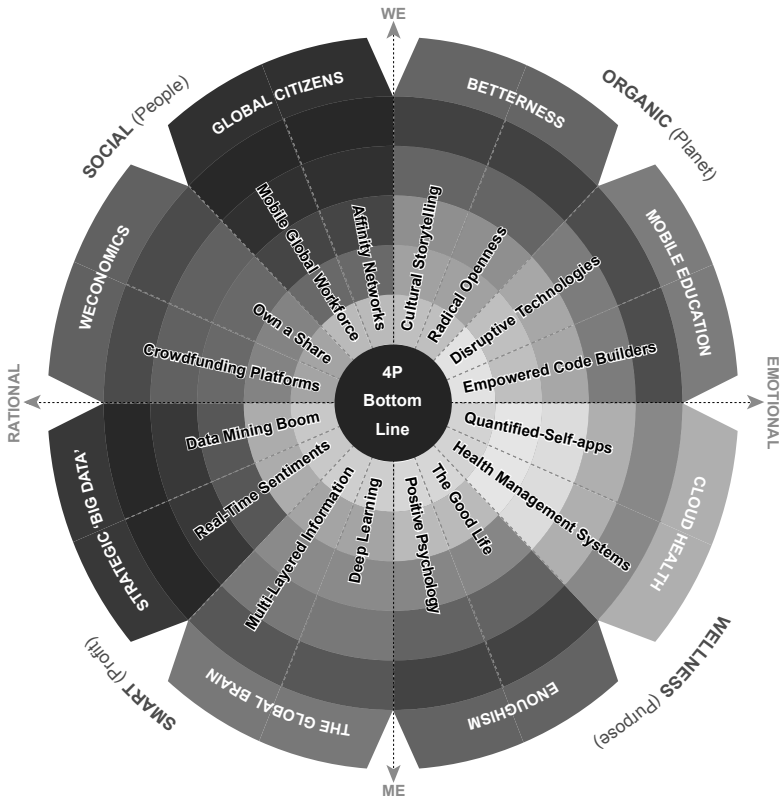 WE
GLOBAL CITIZENS
BETTERNESS
SOCIAL (People)
ORGANIC (Planet)
WECONOMICS
MOBILE EDUCATION
Mobile Global Workforce
Affinity Networks
Cultural Storytelling
Radical Openness
Own a Share
Disruptive Technologies
Crowdfunding Platforms
Empowered Code Builders
RATIONAL
4P
Bottom
Line
EMOTIONAL
Data Mining Boom
Quantified-Self-apps
Real-Time Sentiments
Health Management Systems
Multi-Layered Information
Deep Learning
Positive Psychology
The Good Life
STRATEGIC 'BIG DATA'
CLOUD HEALTH
SMART (Profit)
WELLNESS (Purpose)
THE GLOBAL BRAIN
ENOUGHISM
ME